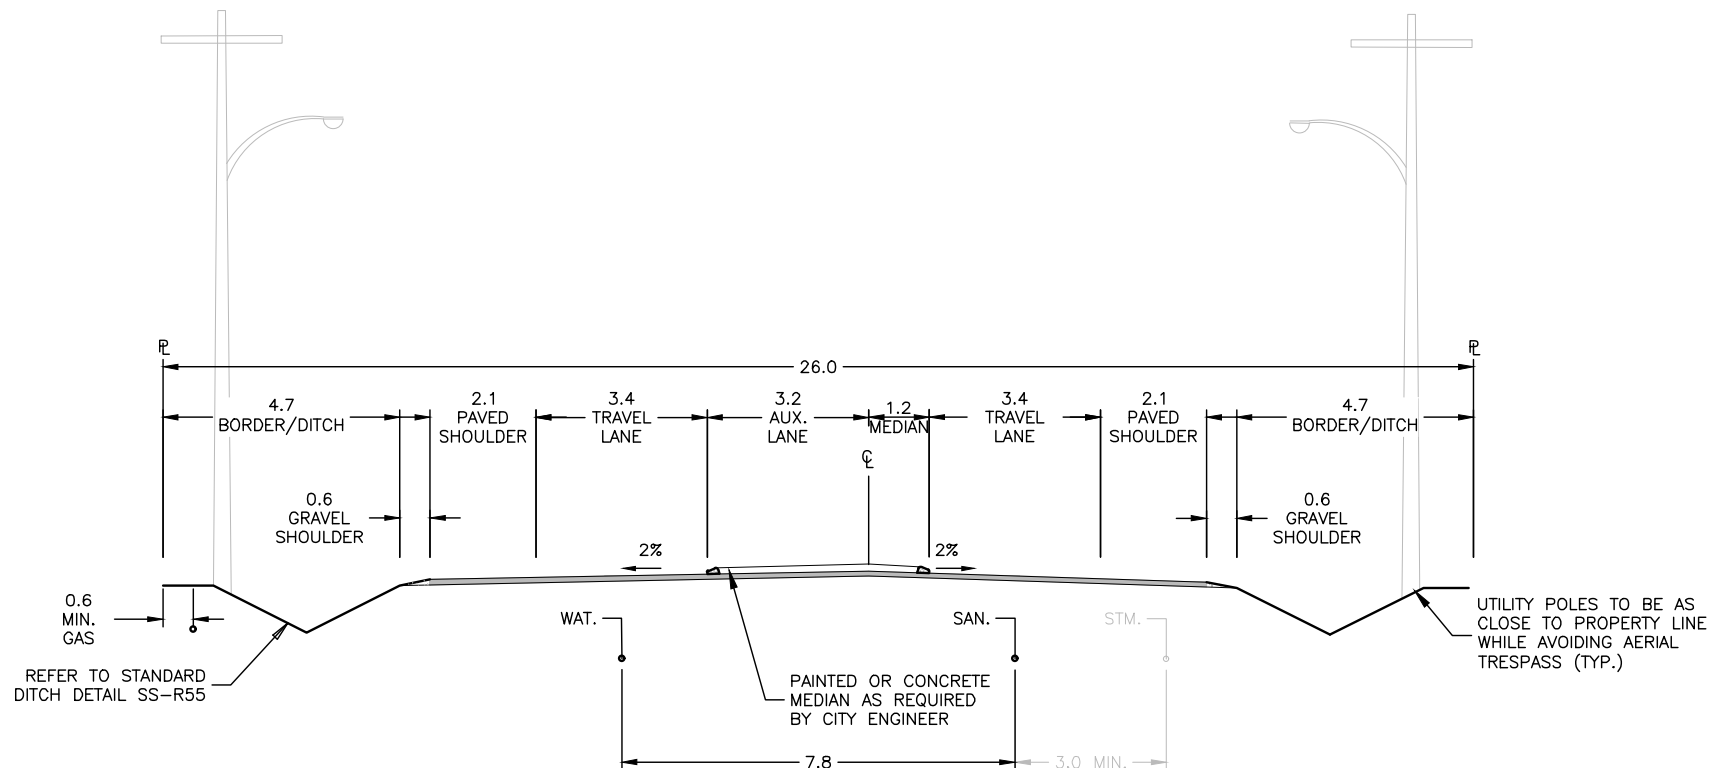 PL
PL
26.0
4.7
BORDER/DITCH
2.1
PAVED
SHOULDER
3.4
TRAVEL
LANE
3.2
AUX.
LANE
1.2
MEDIAN
3.4
TRAVEL
LANE
2.1
PAVED
SHOULDER
4.7
BORDER/DITCH
CL
0.6
GRAVEL
SHOULDER
0.6
GRAVEL
SHOULDER
2%
2%
0.6
MIN.
GAS
WAT.
SAN.
STM.
UTILITY POLES TO BE AS
CLOSE TO PROPERTY LINE
WHILE AVOIDING AERIAL
TRESPASS (TYP.)
REFER TO STANDARD
DITCH DETAIL SS-R55
PAINTED OR CONCRETE
MEDIAN AS REQUIRED
BY CITY ENGINEER
7.8
3.0 MIN.